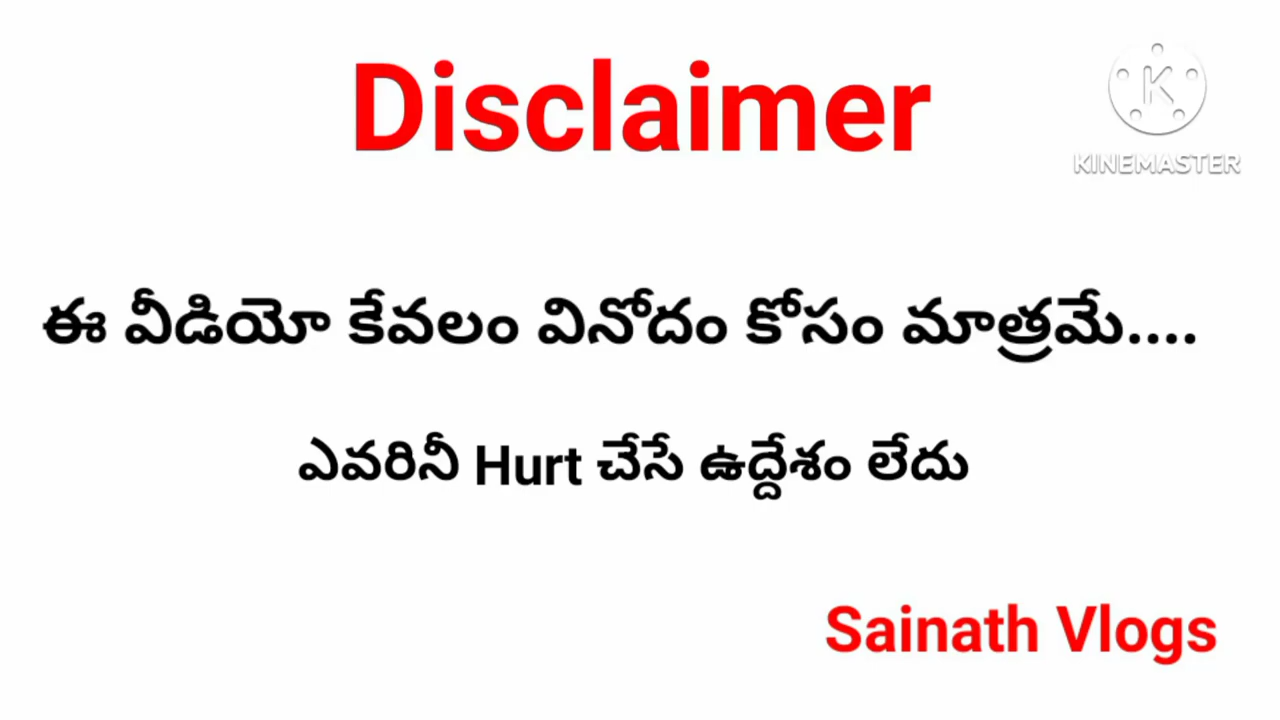 Disclaimer
KINEMASTER
ఈ వీడియో కేవలం వినోదం కోసం మాత్రమే....
ఎవరినీ Hurt చేసే ఉద్దేశం లేదు
Sainath Vlogs